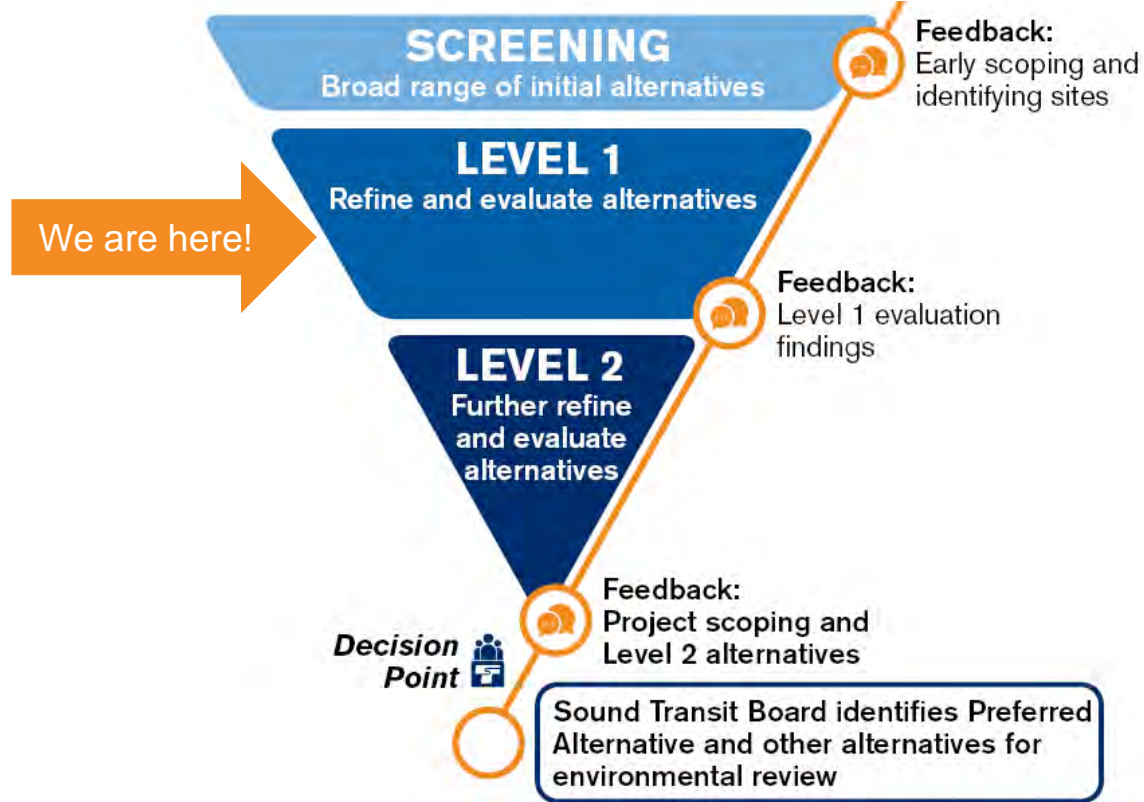 SCREENING
Broad range of initial alternatives
Feedback:
Early scoping and
identifying sites
LEVEL 1
Refine and evaluate alternatives
We are here!
Feedback:
Level 1 evaluation
findings
LEVEL 2
Further refine
and evaluate
alternatives
Feedback:
Project scoping and
Level 2 alternatives
Decision
Point
Sound Transit Board identifies Preferred
Alternative and other alternatives for
environmental review